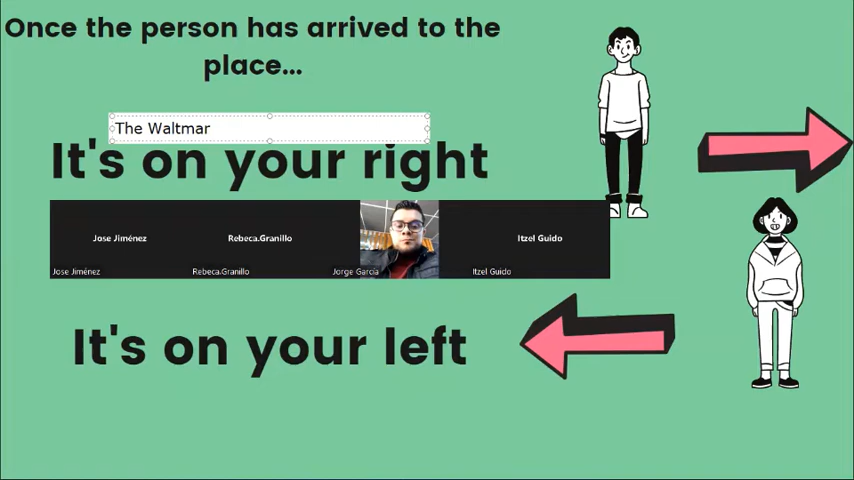 Once the person has arrived to the
place...
The Waltmar
It's on your right
Jose Jiménez
Rebeca.Granillo
Itzel Guido
Jose Jiménez
Rebeca.Granillo
Jorge García
Itzel Guido
It's on your left